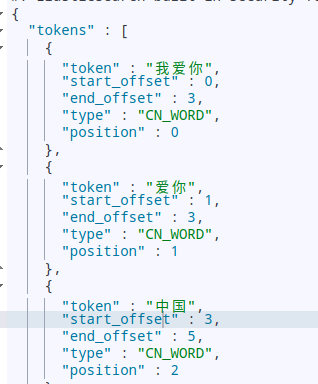 {
"tokens" : [
{
"token" : "我爱你",
"start_offset" : 0,
"end_offset" : 3,
"type" : "CN_WORD",
"position" : 0
},
{
"token" : "爱你",
"start_offset" : 1,
"end_offset" : 3,
"type" : "CN_WORD",
"position" : 1
},
{
"token" : "中国",
"start_offset" : 3,
"end_offset" : 5,
"type" : "CN_WORD",
"position" : 2